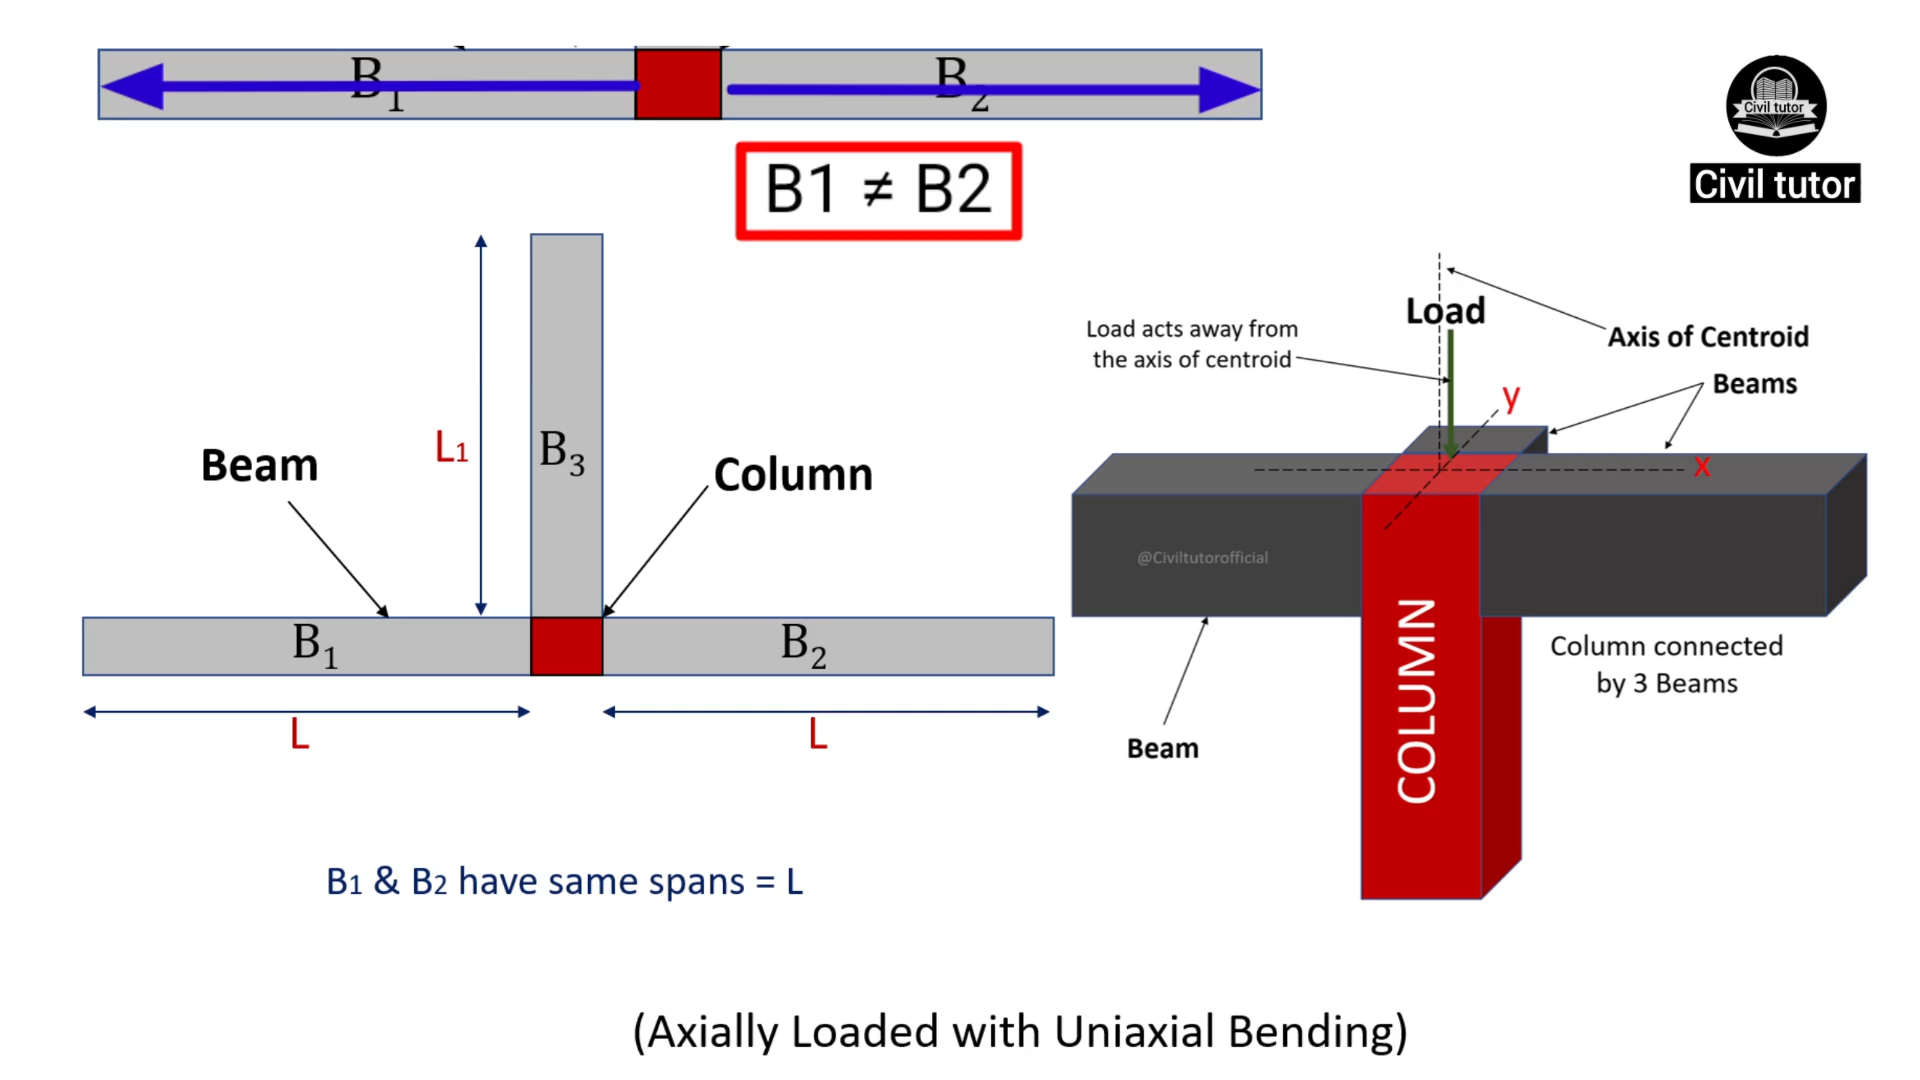 B1
B2
Civil tutor
Civil tutor
B1 ≠ B2
Load
Axis of Centroid
Load acts away from
the axis of centroid
Beams
y
L1
B3
Beam
Column
x
@Civiltutorofficial
B1
B2
COLUMN
Column connected
by 3 Beams
L
L
Beam
B1 & B2 have same spans = L
(Axially Loaded with Uniaxial Bending)